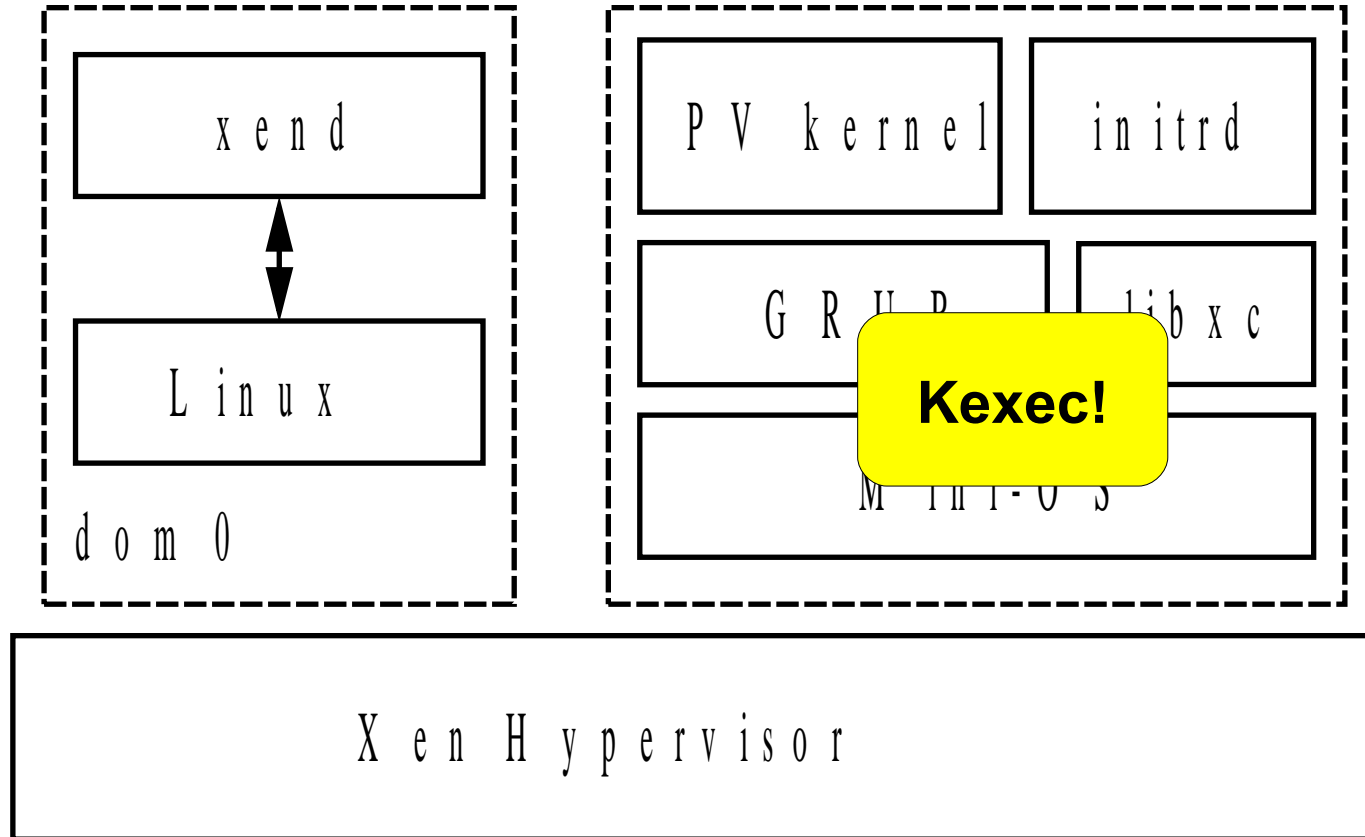 xend
PV kernel
initrd
GRUB
libxc
Linux
Kexec!
Mini-OS
dom0
Xen Hypervisor